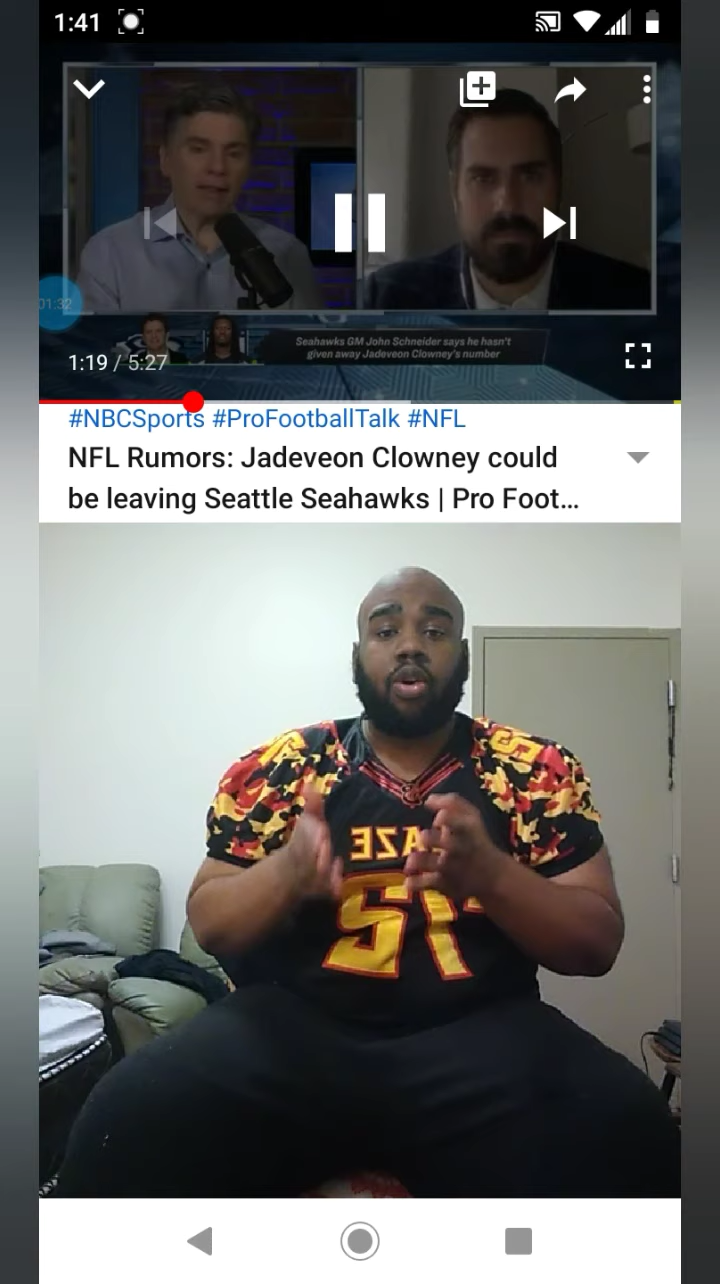 1:41
01:32
Seahawks GM John Schneider says he hasn't
given away Jadeveon Clowney's number
1:19 / 5:27
#NBCSports #ProFootballTalk #NFL
NFL Rumors: Jadeveon Clowney could
be leaving Seattle Seahawks | Pro Foot...
12